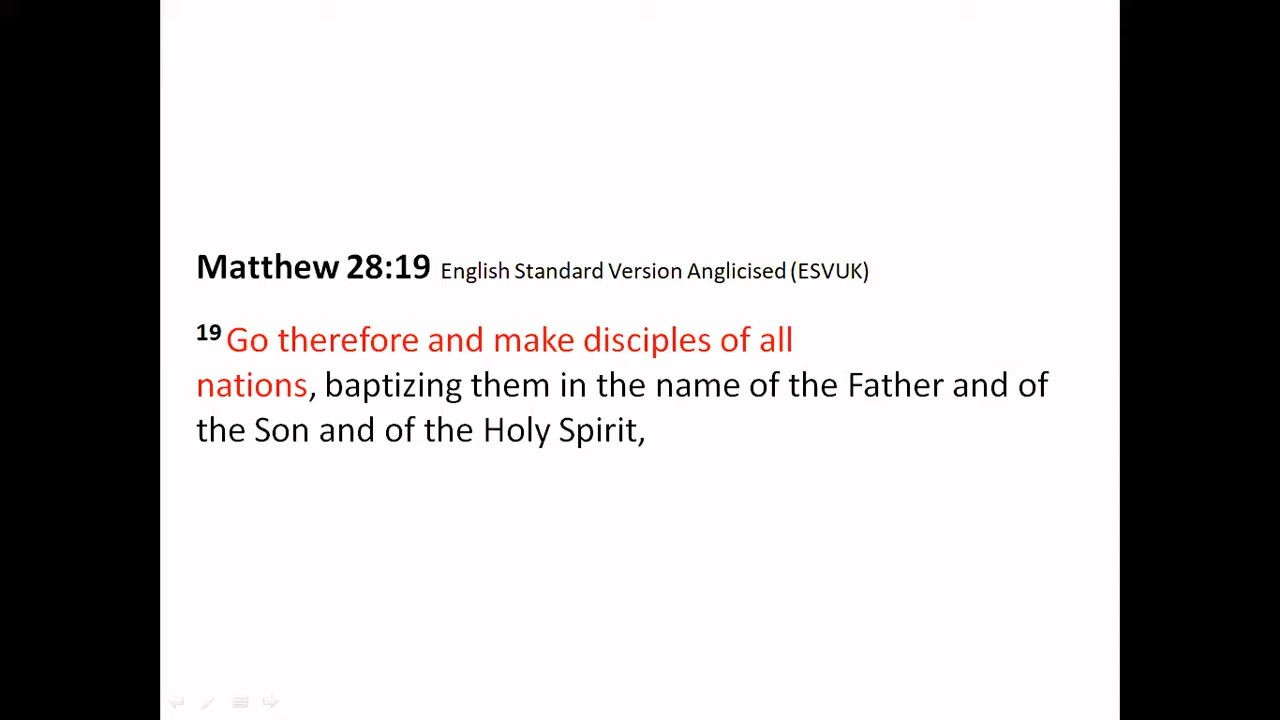 Matthew 28:19 English Standard Version Anglicised (ESVUK)
19 Go therefore and make disciples of all
nations, baptizing them in the name of the Father and of
the Son and of the Holy Spirit,